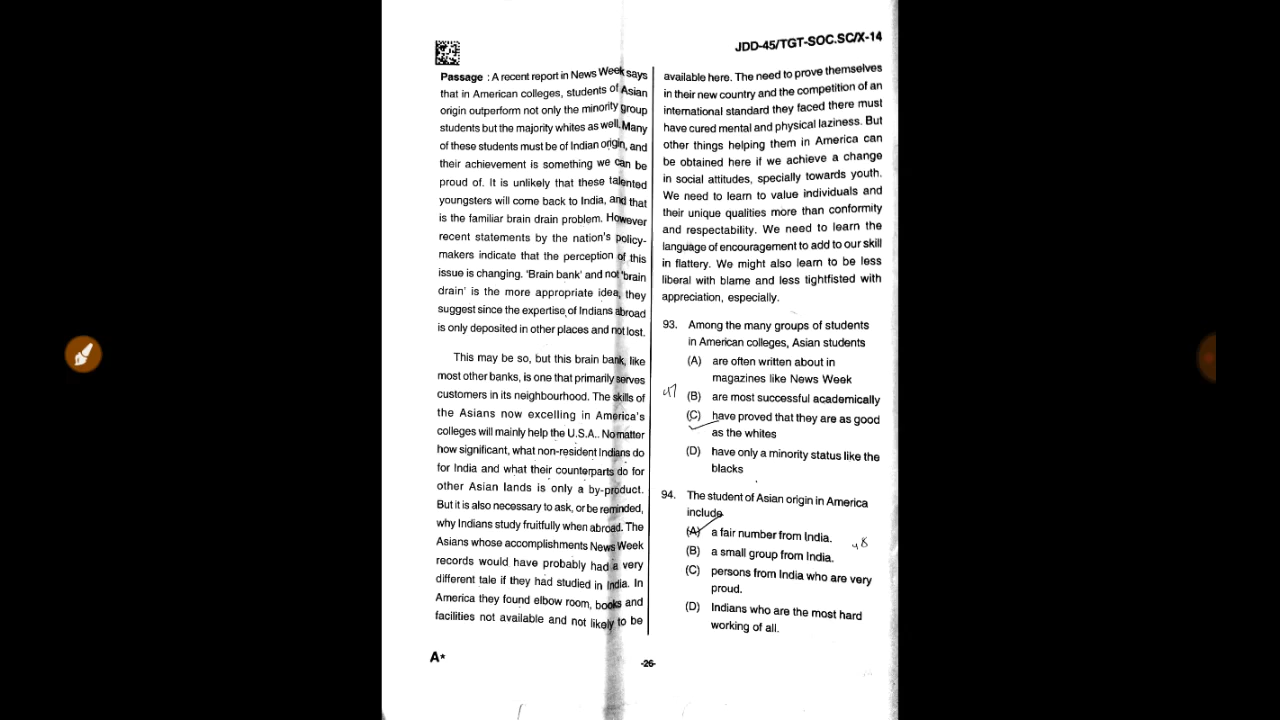 JDD-45/TGT-SOC.SC/X-14
Passage : A recent report in News Week says
that in American colleges, students of Asian
origin outperform not only the minority group
students but the majority whites as well. Many
of these students must be of Indian origin, and
their achievement is something we can be
proud of. It is unlikely that these talented
youngsters will come back to India, and that
is the familiar brain drain problem. However
recent statements by the nation's policy-
makers indicate that the perception of this
issue is changing. 'Brain bank' and not 'brain
drain' is the more appropriate idea, they
suggest since the expertise of Indians abroad
is only deposited in other places and not lost.
This may be so, but this brain bank, like
most other banks, is one that primarily serves
customers in its neighbourhood. The skills of
the Asians now excelling in America's
colleges will mainly help the U.S.A.. No matter
how significant, what non-resident Indians do
for India and what their counterparts do for
other Asian lands is only a by-product.
But it is also necessary to ask, or be reminded,
why Indians study fruitfully when abroad. The
Asians whose accomplishments News Week
records would have probably had a very
different tale if they had studied in India. In
America they found elbow room, books and
facilities not available and not likely to be
available here. The need to prove themselves
in their new country and the competition of an
international standard they faced there must
have cured mental and physical laziness. But
other things helping them in America can
be obtained here if we achieve a change
in social attitudes, specially towards youth.
We need to learn to value individuals and
their unique qualities more than conformity
and respectability. We need to learn the
language of encouragement to add to our skill
in flattery. We might also learn to be less
liberal with blame and less tightfisted with
appreciation, especially.
93. Among the many groups of students
in American colleges, Asian students
(A) are often written about in
magazines like News Week
47
(B) are most successful academically
(C) have proved that they are as good
as the whites
(D) have only a minority status like the
blacks
94. The student of Asian origin in America
include
(A) a fair number from India.
48
(B) a small group from India.
(C) persons from India who are very
proud.
(D) Indians who are the most hard
working of all.
A*
-26-